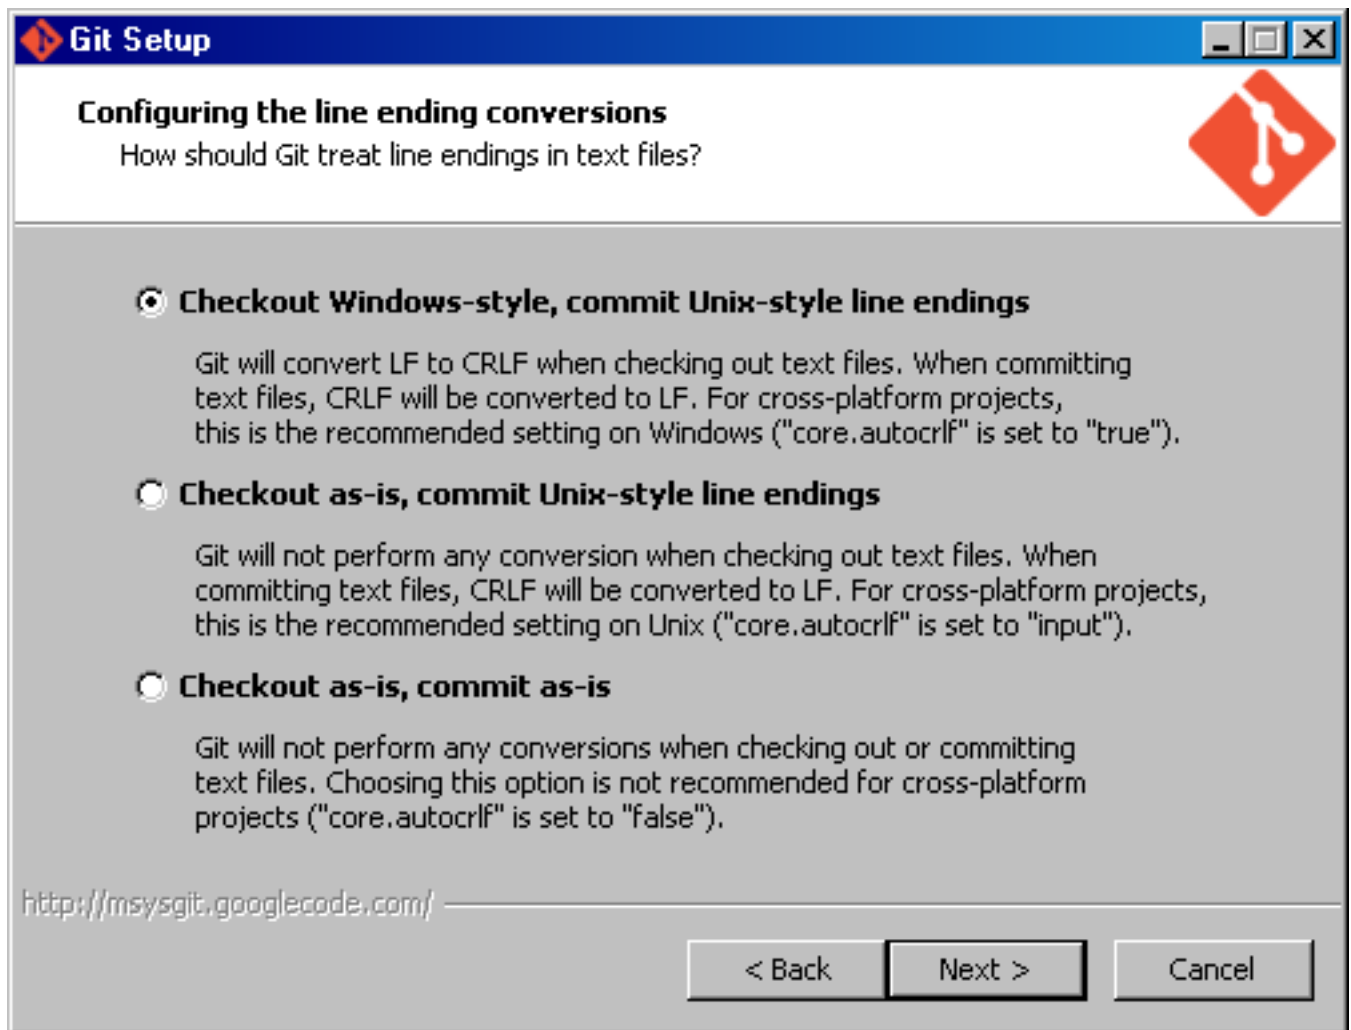 Git Setup
Configuring the line ending conversions
How should Git treat line endings in text files?
Checkout Windows-style, commit Unix-style line endings
Git will convert LF to CRLF when checking out text files. When committing
text files, CRLF will be converted to LF. For cross-platform projects,
this is the recommended setting on Windows ("core.autocrlf" is set to "true").
Checkout as-is, commit Unix-style line endings
Git will not perform any conversion when checking out text files. When
committing text files, CRLF will be converted to LF. For cross-platform projects,
this is the recommended setting on Unix ("core.autocrlf" is set to "input").
Checkout as-is, commit as-is
Git will not perform any conversions when checking out or committing
text files. Choosing this option is not recommended for cross-platform
projects ("core.autocrlf" is set to "false").
http://msysgit.googlecode.com/
< Back Next > Cancel